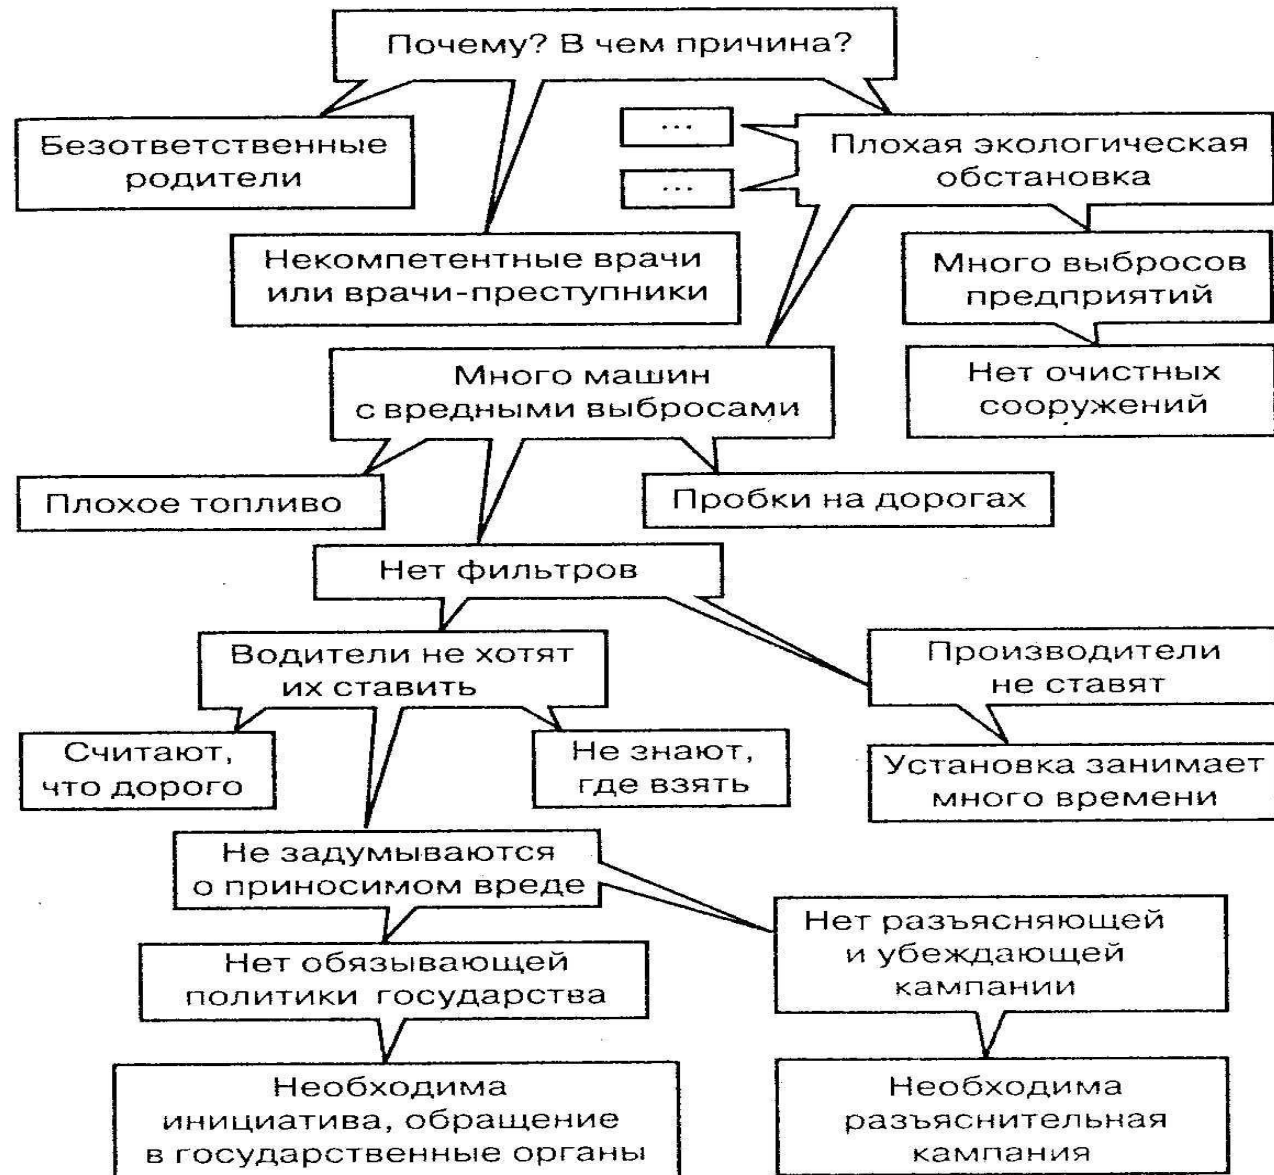 Почему? В чем причина?
Безответственные
родители
...
...
Плохая экологическая
обстановка
Некомпетентные врачи
или врачи-преступники
Много выбросов
предприятий
Много машин
с вредными выбросами
Нет очистных
сооружений
Плохое топливо
Пробки на дорогах
Нет фильтров
Водители не хотят
их ставить
Производители
не ставят
Считают,
что дорого
Не знают,
где взять
Установка занимает
много времени
Не задумываются
о приносимом вреде
Нет разъясняющей
и убеждающей
кампании
Нет обязывающей
политики государства
Необходима
инициатива, обращение
в государственные органы
Необходима
разъяснительная
кампания